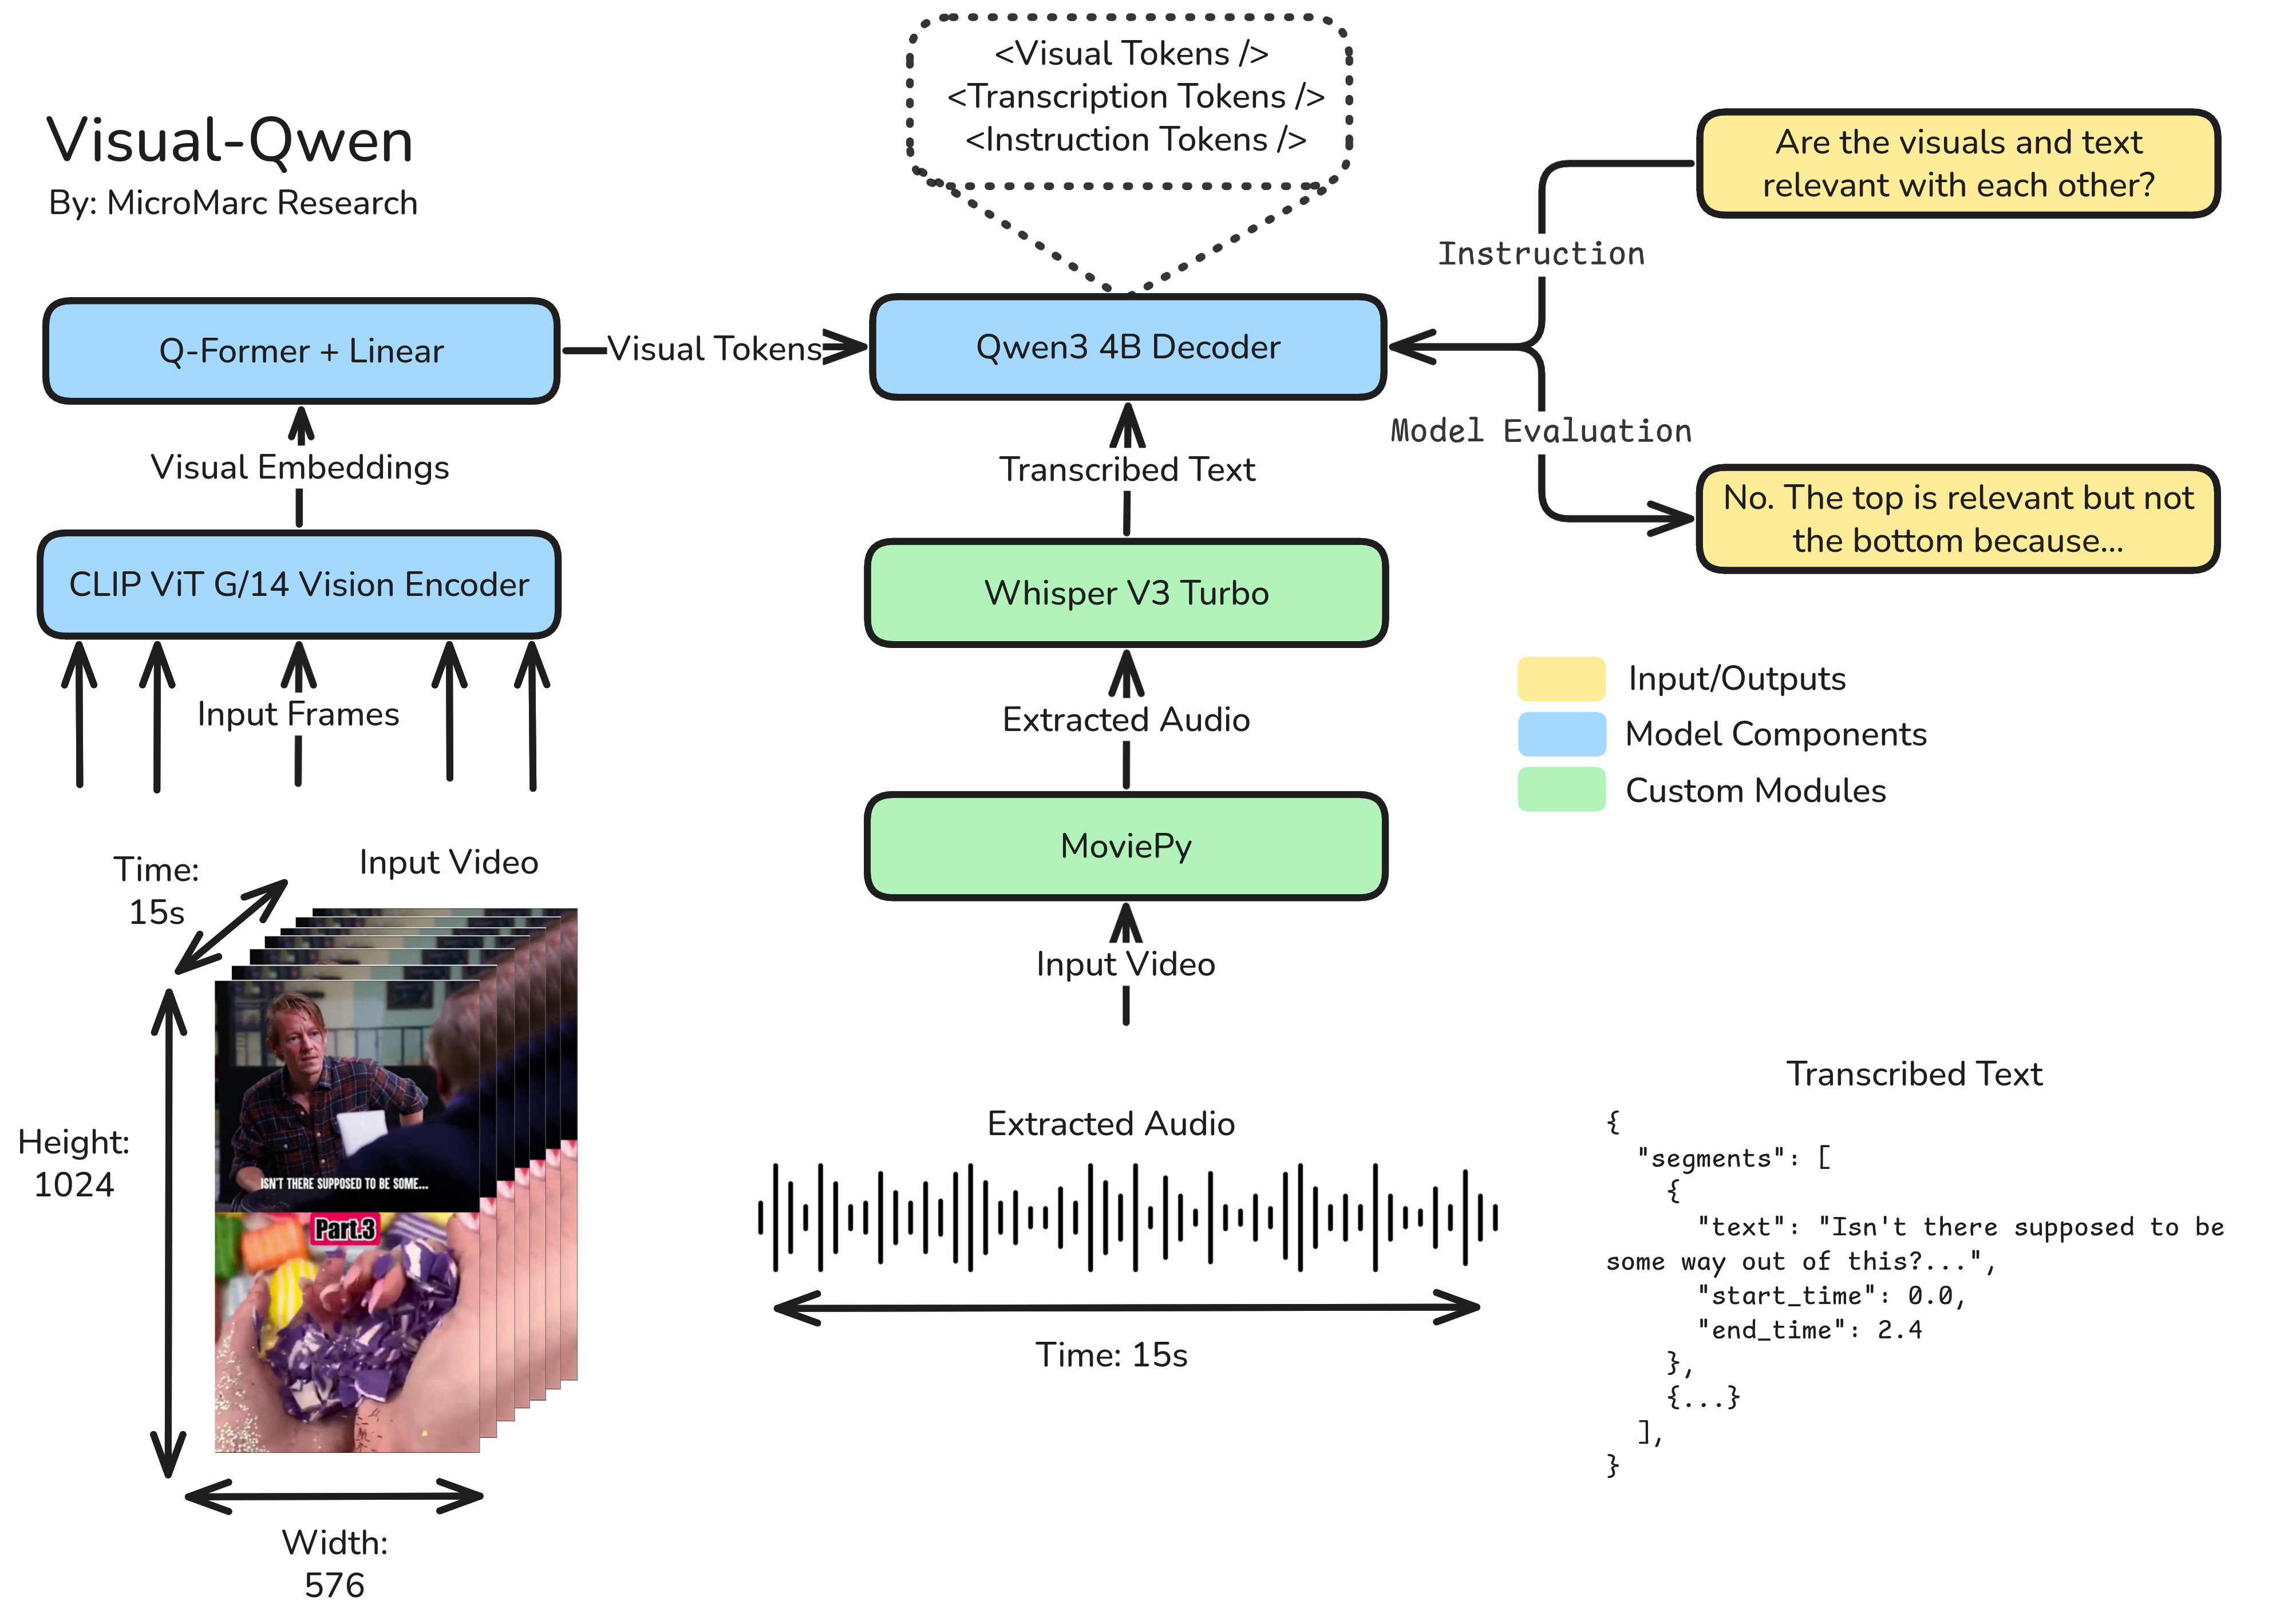 <Visual Tokens />
<Transcription Tokens />
<Instruction Tokens />
Visual-Qwen
By: MicroMarc Research
Are the visuals and text
relevant with each other?
Instruction
Q-Former + Linear
Visual Tokens
Qwen3 4B Decoder
Model Evaluation
Visual Embeddings
Transcribed Text
No. The top is relevant but not
the bottom because...
CLIP ViT G/14 Vision Encoder
Whisper V3 Turbo
Input Frames
Extracted Audio
Input/Outputs
Model Components
Custom Modules
MoviePy
Time:
15s
Input Video
Input Video
Height:
1024
ISN'T THERE SUPPOSED TO BE SOME...
Part.3
Width:
576
Extracted Audio
Time: 15s
Transcribed Text
{
"segments": [
{
"text": "Isn't there supposed to be
some way out of this?...",
"start_time": 0.0,
"end_time": 2.4
},
{...}
],
}